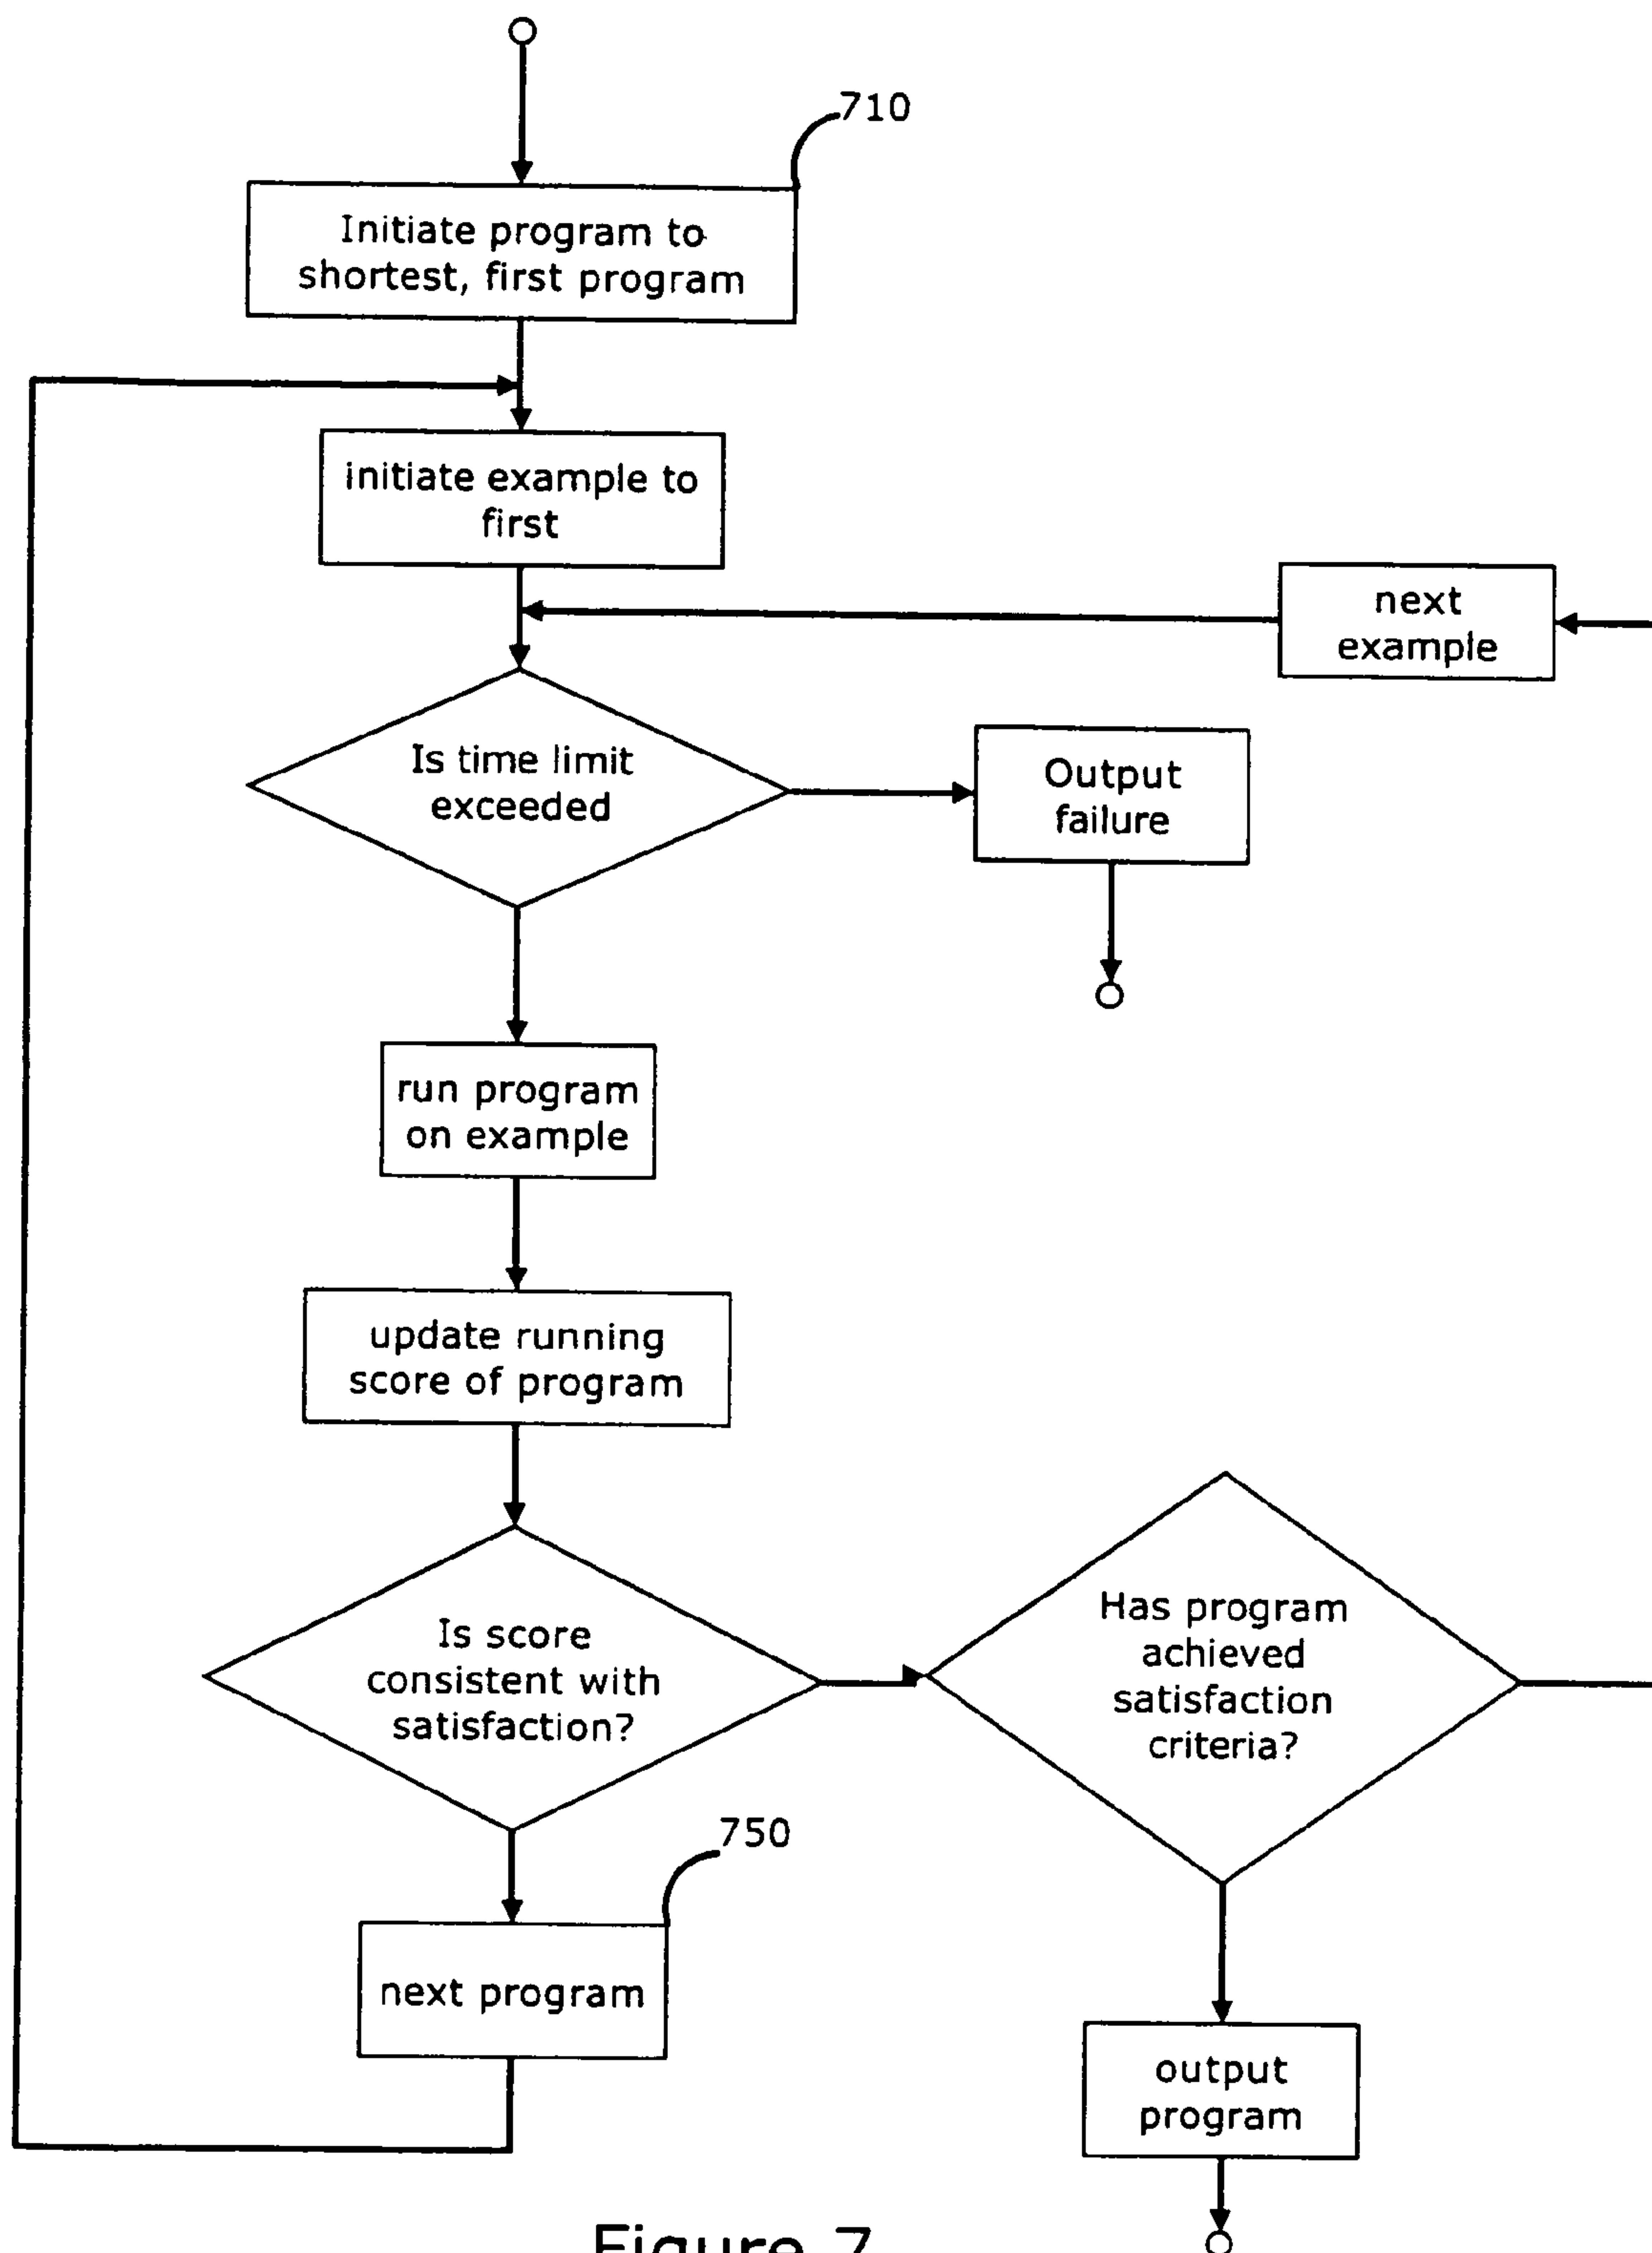 710
Initiate program to
shortest, first program
initiate example to
first
next
example
Is time limit
exceeded
Output
failure
run program
on example
update running
score of program
Is score
consistent with
satisfaction?
Has program
achieved
satisfaction
criteria?
750
next program
output
program
Figure 7